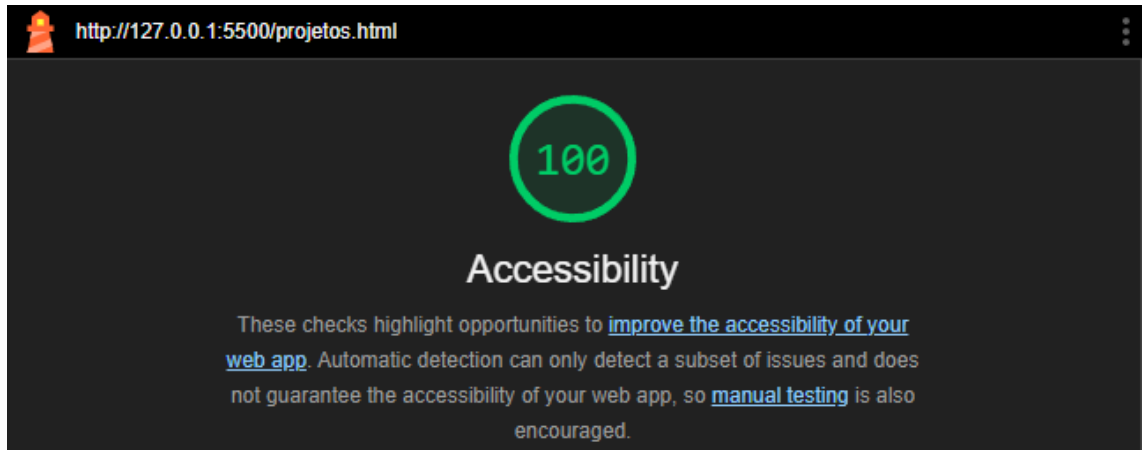 http://127.0.0.1:5500/projetos.html
100
Accessibility
These checks highlight opportunities to improve the accessibility of your
web app. Automatic detection can only detect a subset of issues and does
not guarantee the accessibility of your web app, so manual testing is also
encouraged.